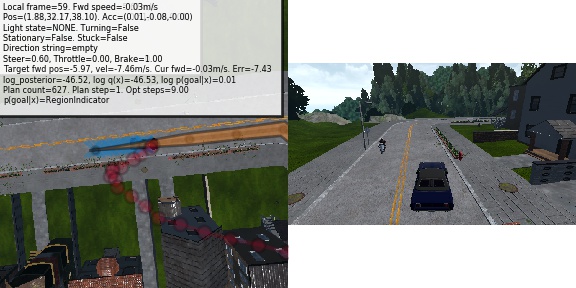 Local frame=59. Fwd speed=-0.03m/s
Pos=(1.88,32.17,38.10). Acc=(0.01,-0.08,-0.00)
Light state=NONE. Turning=False
Stationary=False. Stuck=False
Direction string=empty
Steer=0.60, Throttle=0.00, Brake=1.00
Target fwd pos=-5.97, vel=-7.46m/s. Cur fwd=-0.03m/s. Err=-7.43
log_posterior=-46.52, log q(x)=-46.53, log p(goal|x)=0.01
Plan count=627. Plan step=1. Opt steps=9.00
p(goal|x)=RegionIndicator